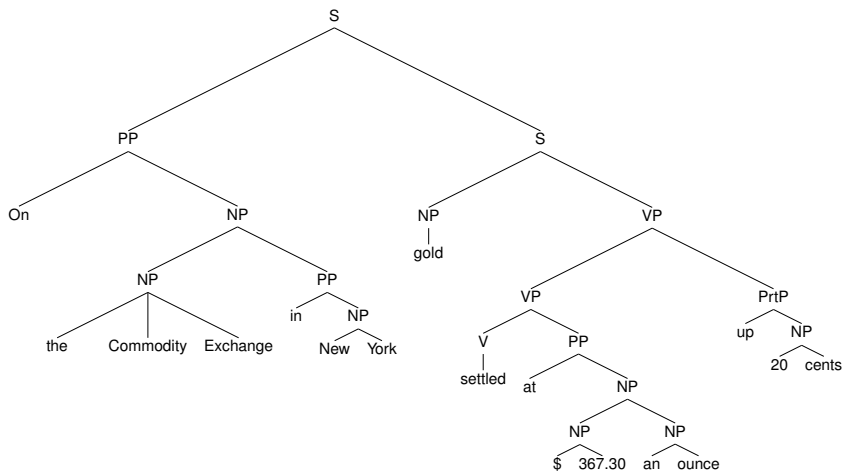 S
PP S
On NP NP VP
gold
NP PP VP PrtP
in NP V PP up NP
the Commodity Exchange New York 20 cents
settled at NP
NP NP
$ 367.30 an ounce